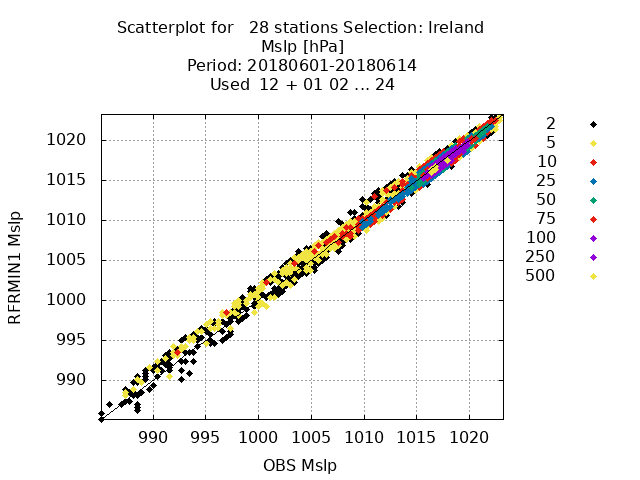 Scatterplot for   28 stations Selection: Ireland
Mslp [hPa]
Period: 20180601-20180614
Used  12 + 01 02 ... 24
RFRMIN1 Mslp
1020
1015
1010
1005
1000
995
990
990 995 1000 1005 1010 1015 1020
OBS Mslp
2
5
10
25
50
75
100
250
500